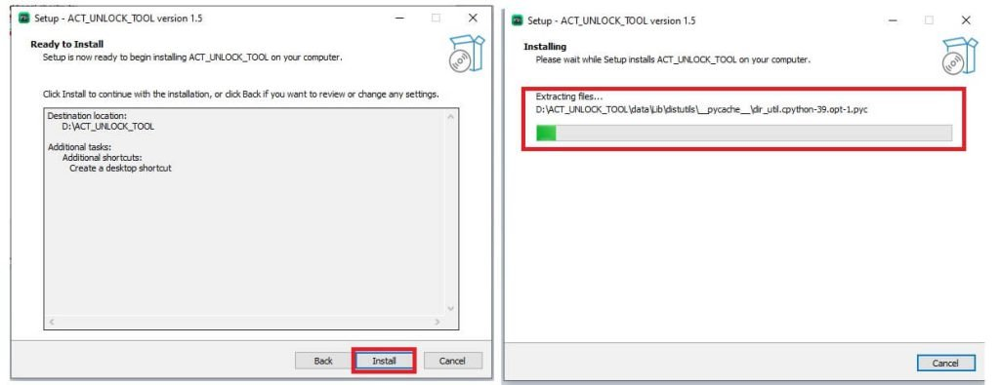 Setup - ACT_UNLOCK_TOOL version 1.5
Ready to Install
Setup is now ready to begin installing ACT_UNLOCK_TOOL on your computer.
Click Install to continue with the installation, or click Back if you want to review or change any settings.
Destination location:
D:\ACT_UNLOCK_TOOL
Additional tasks:
Additional shortcuts:
Create a desktop shortcut
Back
Install
Cancel
Setup - ACT_UNLOCK_TOOL version 1.5
Installing
Please wait while Setup installs ACT_UNLOCK_TOOL on your computer.
Extracting files...
D:\ACT_UNLOCK_TOOL\data\Lib\distutils\__pycache__\dir_util.cpython-39.opt-1.pyc
Cancel